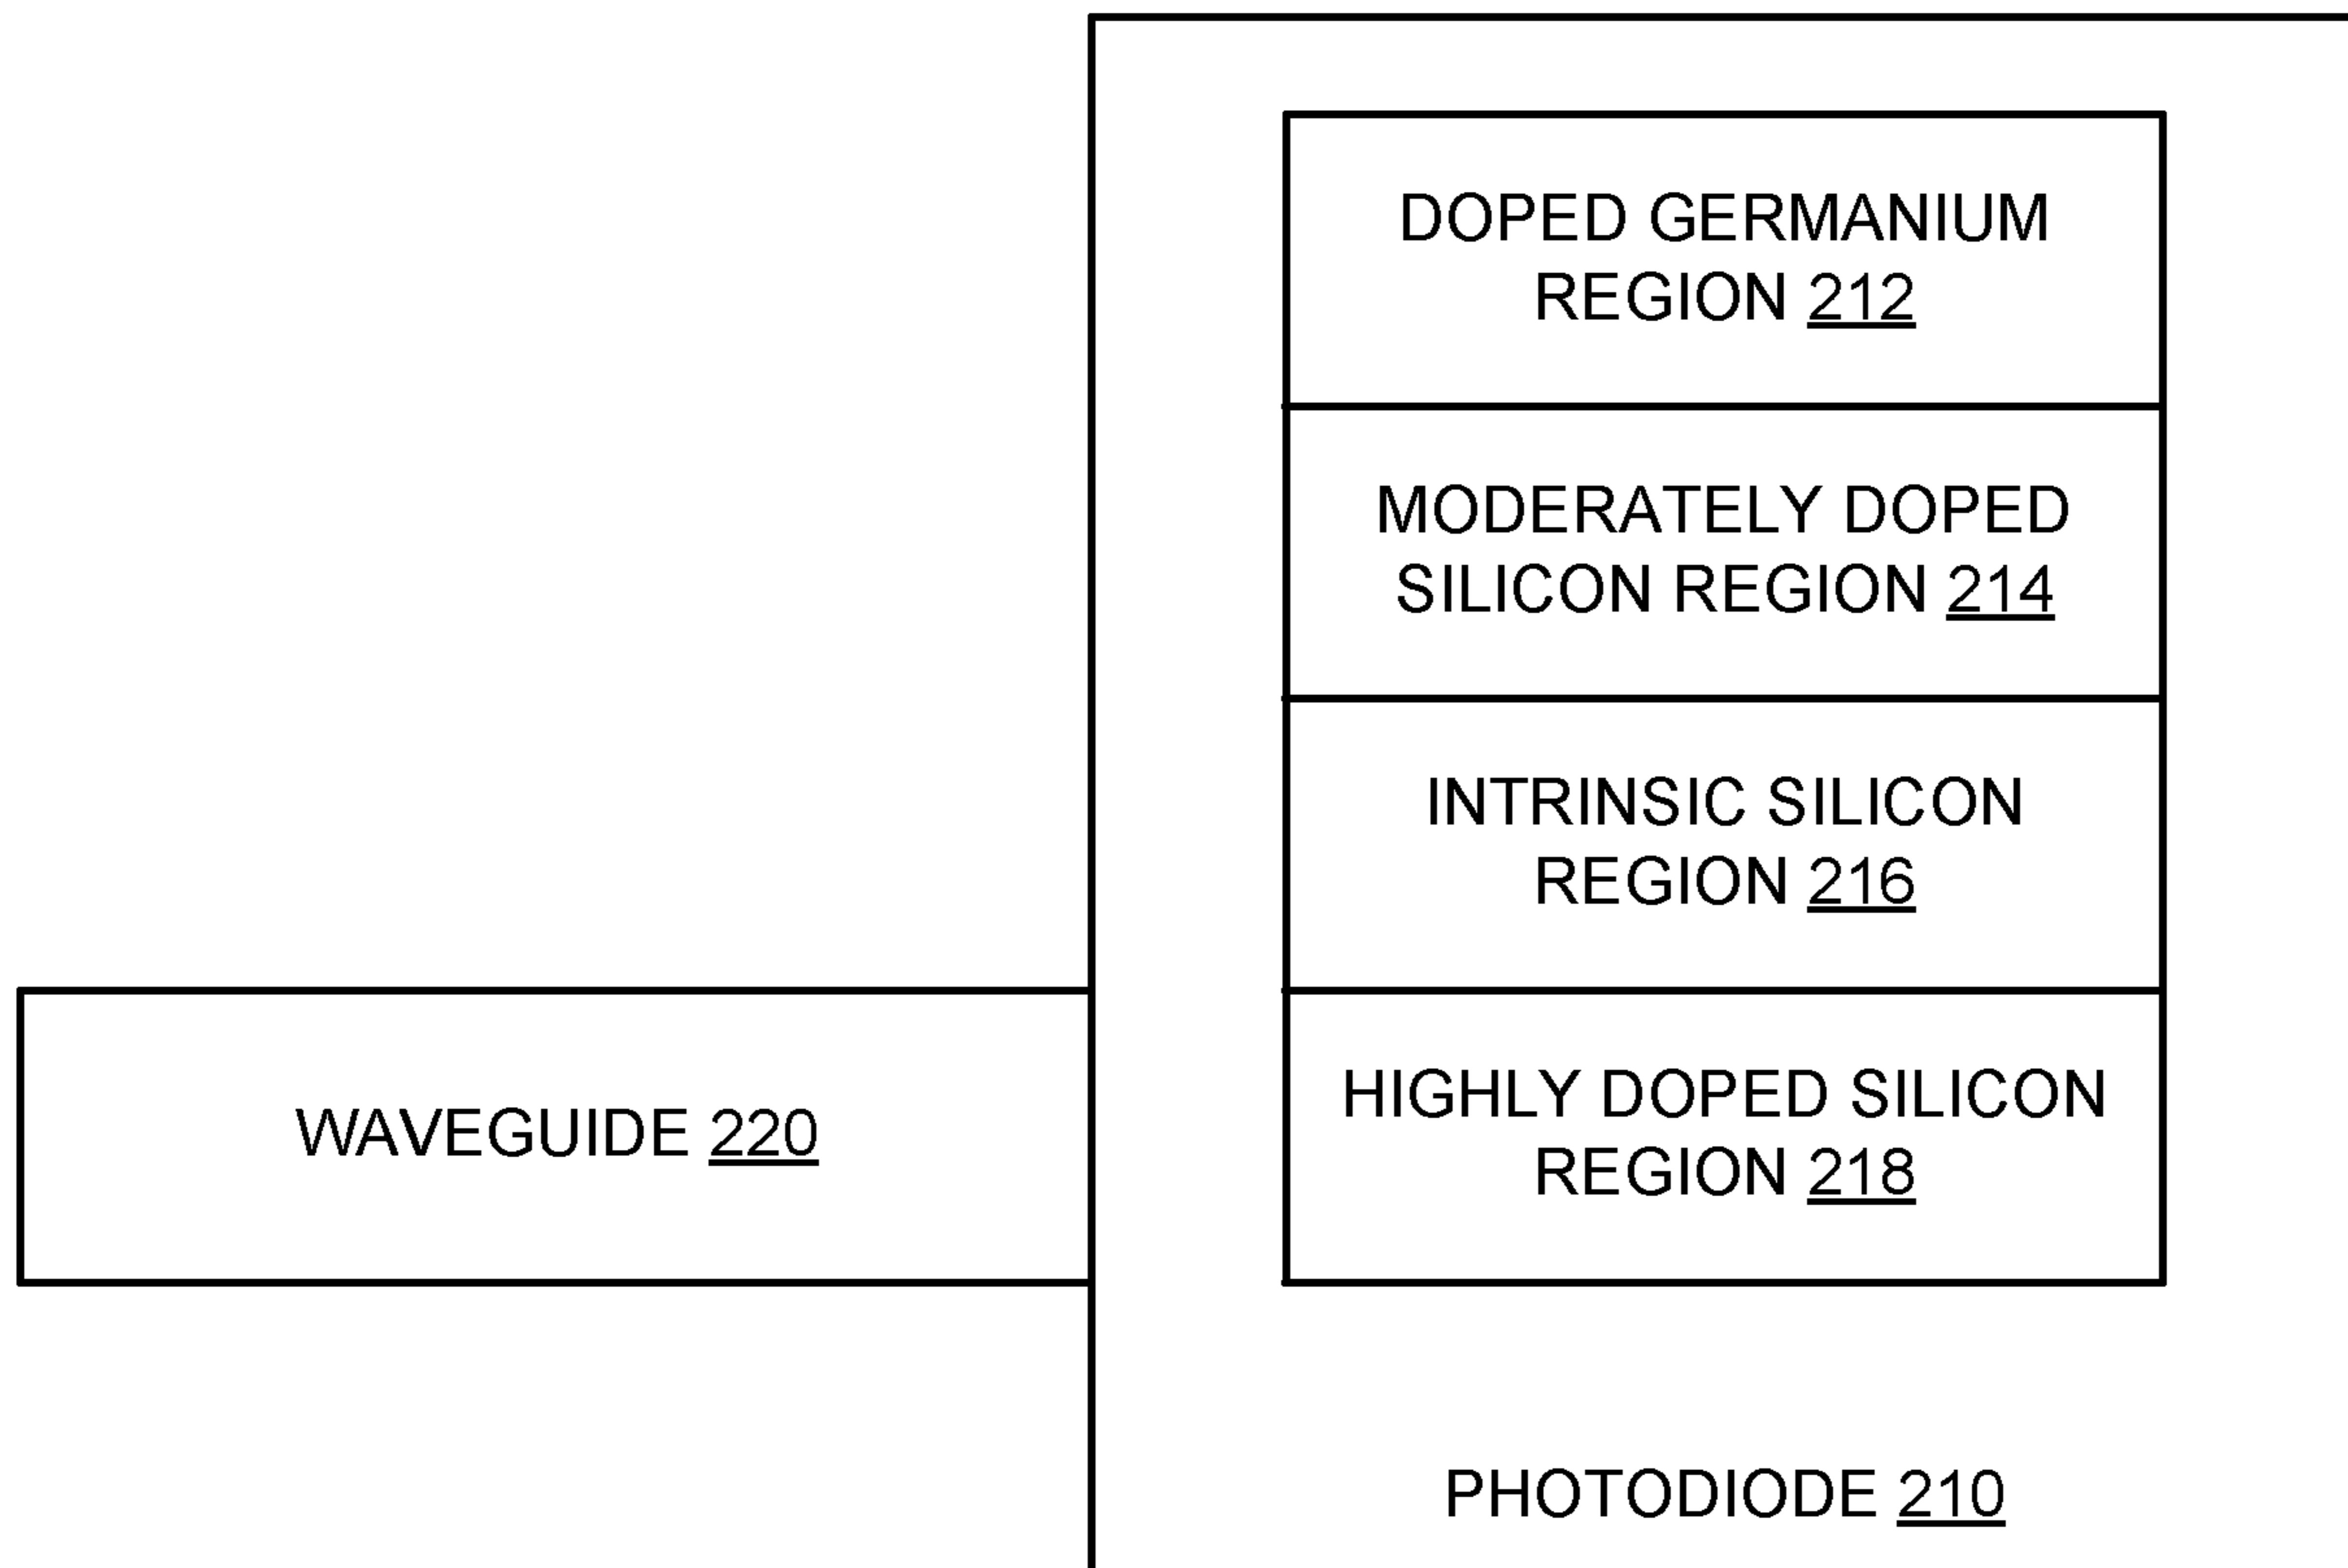 DOPED GERMANIUM
REGION 212
MODERATELY DOPED
SILICON REGION 214
INTRINSIC SILICON
REGION 216
HIGHLY DOPED SILICON
REGION 218
WAVEGUIDE 220
PHOTODIODE 210